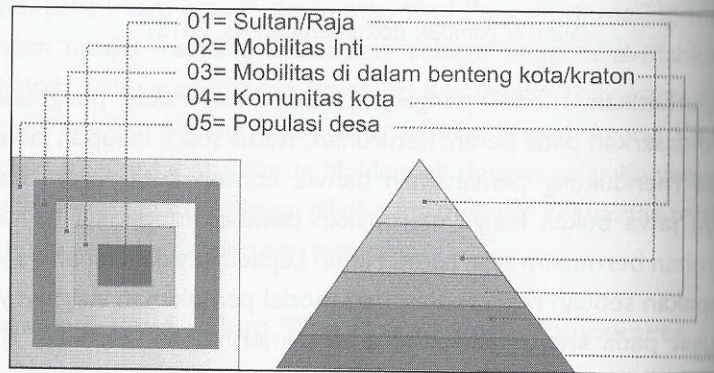 01= Sultan/Raja
02= Mobilitas Inti
03= Mobilitas di dalam benteng kota/kraton
04= Komunitas kota
05= Populasi desa